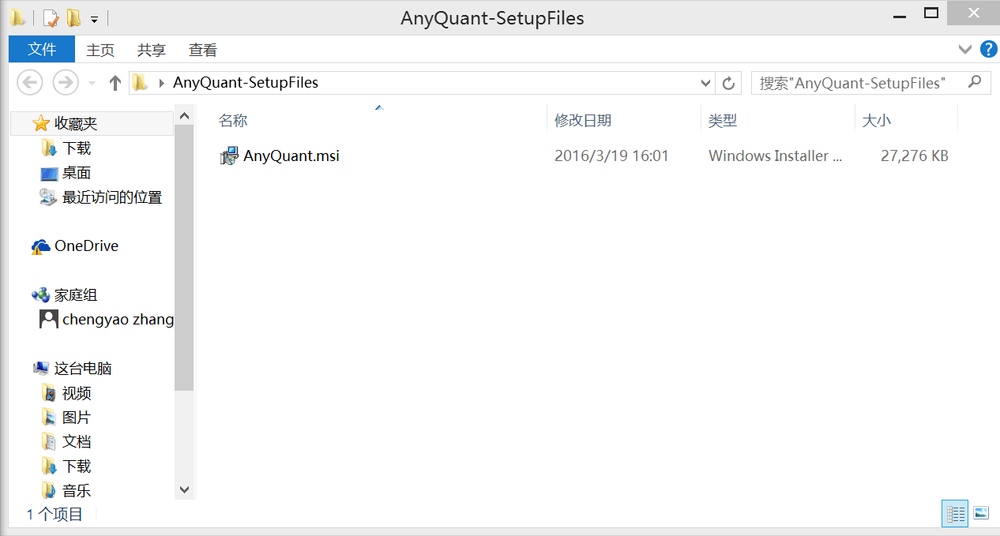 AnyQuant-SetupFiles
文件 主页 共享 查看
AnyQuant-SetupFiles
搜索"AnyQuant-SetupFiles"
名称 修改日期 类型 大小
AnyQuant.msi 2016/3/19 16:01 Windows Installer ... 27,276 KB
收藏夹
下载
桌面
最近访问的位置
OneDrive
家庭组
chengyao zhang
这台电脑
视频
图片
文档
下载
音乐
1 个项目